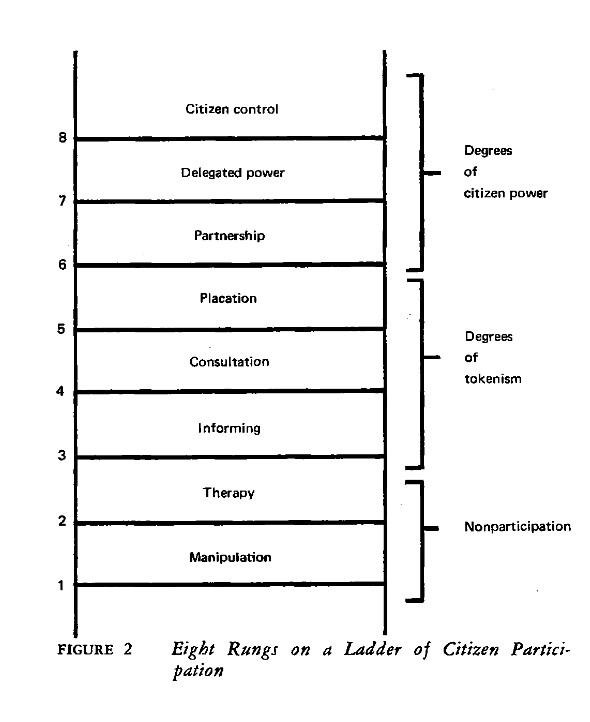 Citizen control
8
Delegated power
7
Partnership
6
Placation
5
Consultation
4
Informing
3
Therapy
2
Manipulation
1
Degrees
of
citizen power
Degrees
of
tokenism
Nonparticipation
FIGURE 2 Eight Rungs on a Ladder of Citizen Partici-
pation